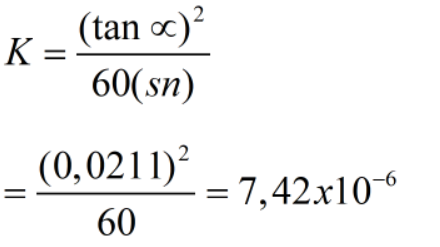 K = (tan ∝)² / 60(sn)
= (0,0211)² / 60 = 7,42x10⁻⁶